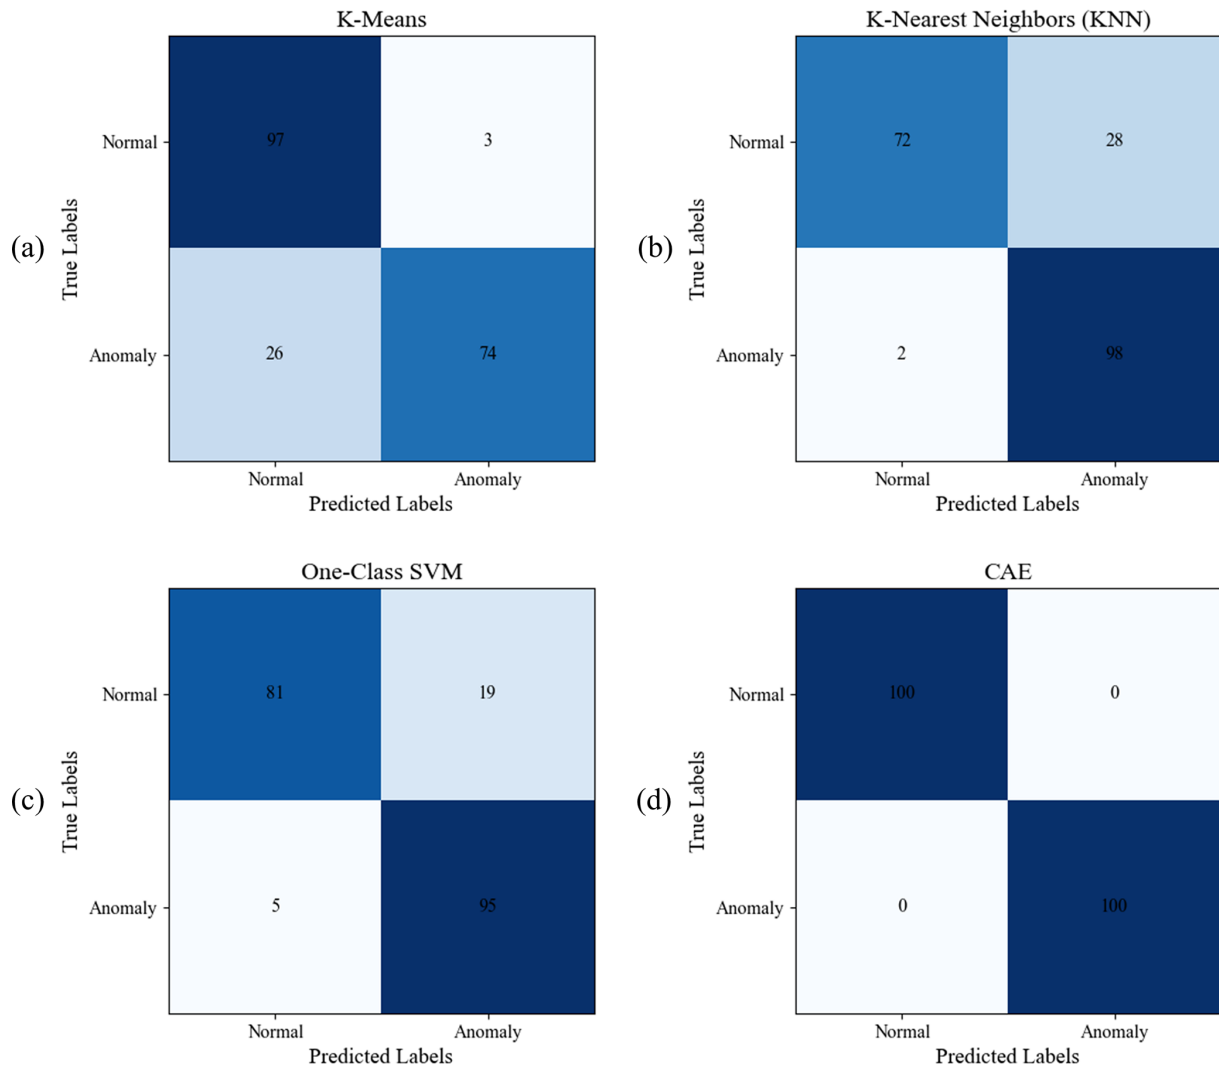 K-Means
Normal
97
3
(a)
True Labels
Anomaly
26
74
Normal
Anomaly
Predicted Labels
K-Nearest Neighbors (KNN)
Normal
72
28
(b)
True Labels
Anomaly
2
98
Normal
Anomaly
Predicted Labels
One-Class SVM
Normal
81
19
(c)
True Labels
Anomaly
5
95
Normal
Anomaly
Predicted Labels
CAE
Normal
100
0
(d)
True Labels
Anomaly
0
100
Normal
Anomaly
Predicted Labels